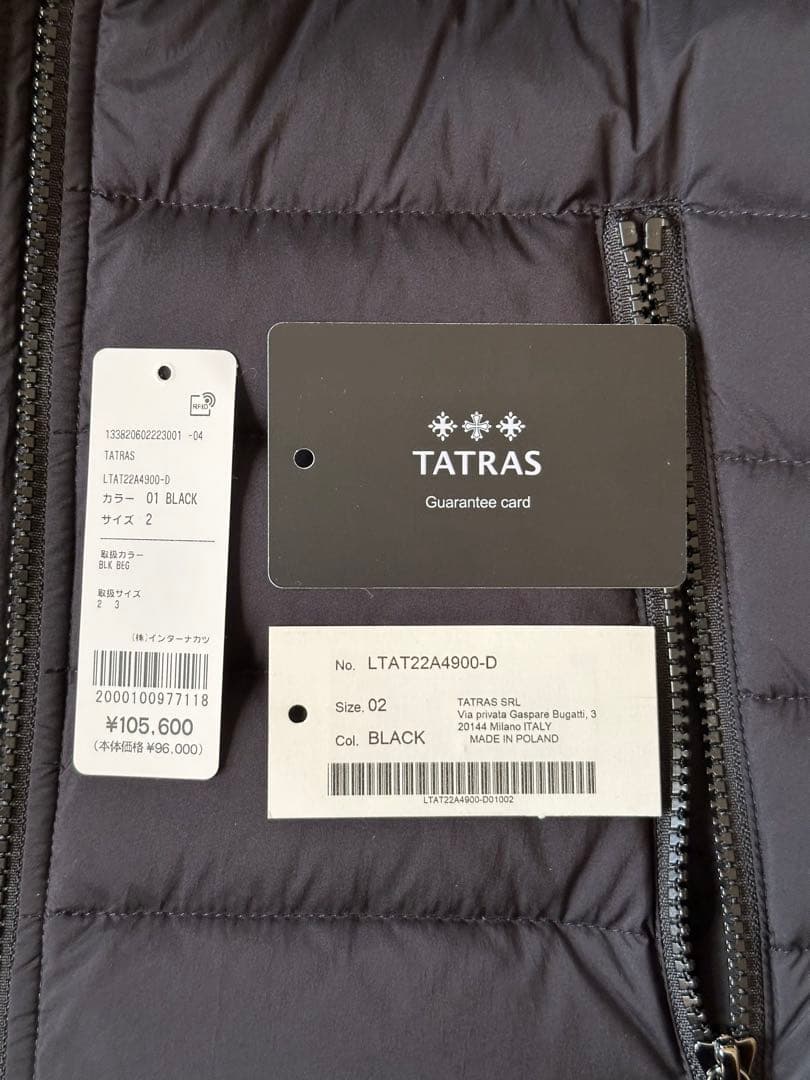 RFID
133820602223001 -04
TATRAS
LTAT22A4900-D
カラー 01 BLACK
サイズ 2
取扱カラー
BLK BEG
取扱サイズ
2 3
(株)インターナカツ
2000100977118
¥105,600
(本体価格 ¥96,000)
TATRAS
Guarantee card
No. LTAT22A4900-D
Size. 02
Col. BLACK
TATRAS SRL
Via privata Gaspare Bugatti, 3
20144 Milano ITALY
MADE IN POLAND
LTAT22A4900-D01002